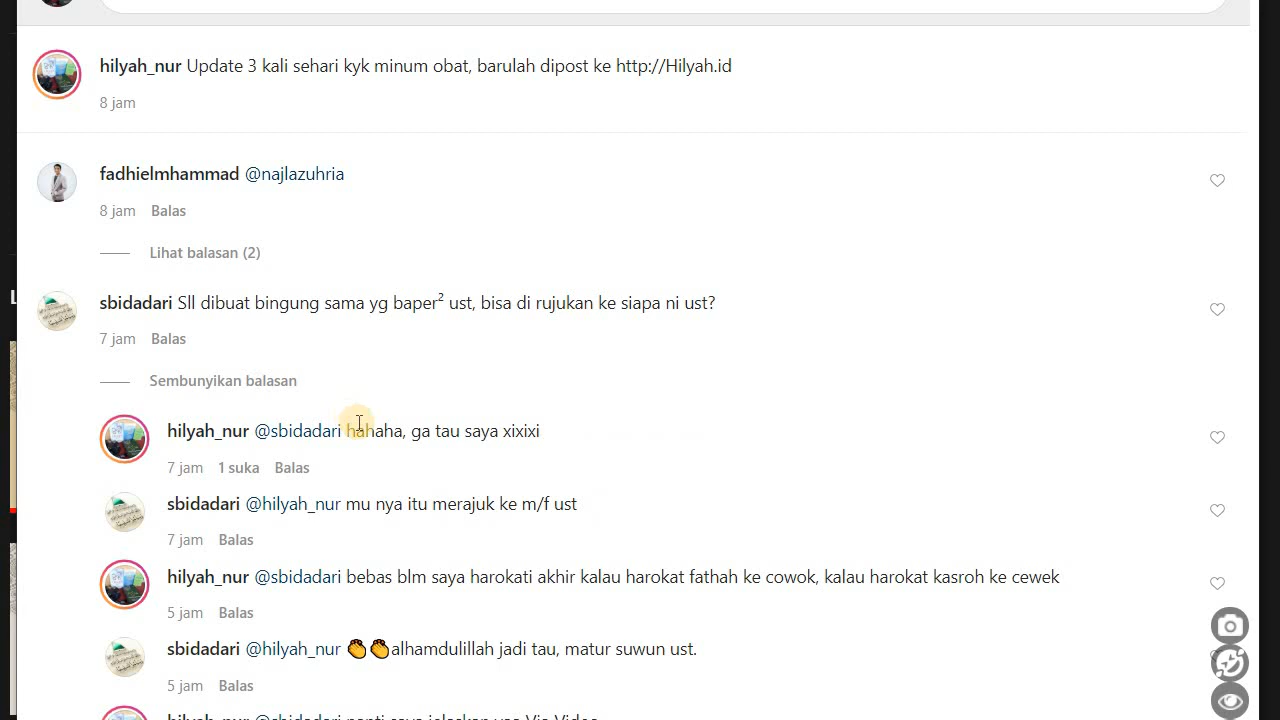 hilyah_nur Update 3 kali sehari kyk minum obat, barulah dipost ke http://Hilyah.id
8 jam
fadhielmhammad @najlazuhria
8 jam Balas
Lihat balasan (2)
L
sbidadari Sll dibuat bingung sama yg baper² ust, bisa di rujukan ke siapa ni ust?
7 jam Balas
Sembunyikan balasan
hilyah_nur @sbidadari hahaha, ga tau saya xixixi
7 jam 1 suka Balas
sbidadari @hilyah_nur mu nya itu merajuk ke m/f ust
7 jam Balas
hilyah_nur @sbidadari bebas blm saya harokati akhir kalau harokat fathah ke cowok, kalau harokat kasroh ke cewek
5 jam Balas
sbidadari @hilyah_nur 👏👏alhamdulillah jadi tau, matur suwun ust.
5 jam Balas
hilyah_nur @sbidadari nanti saya jelaskan yaa Via Video